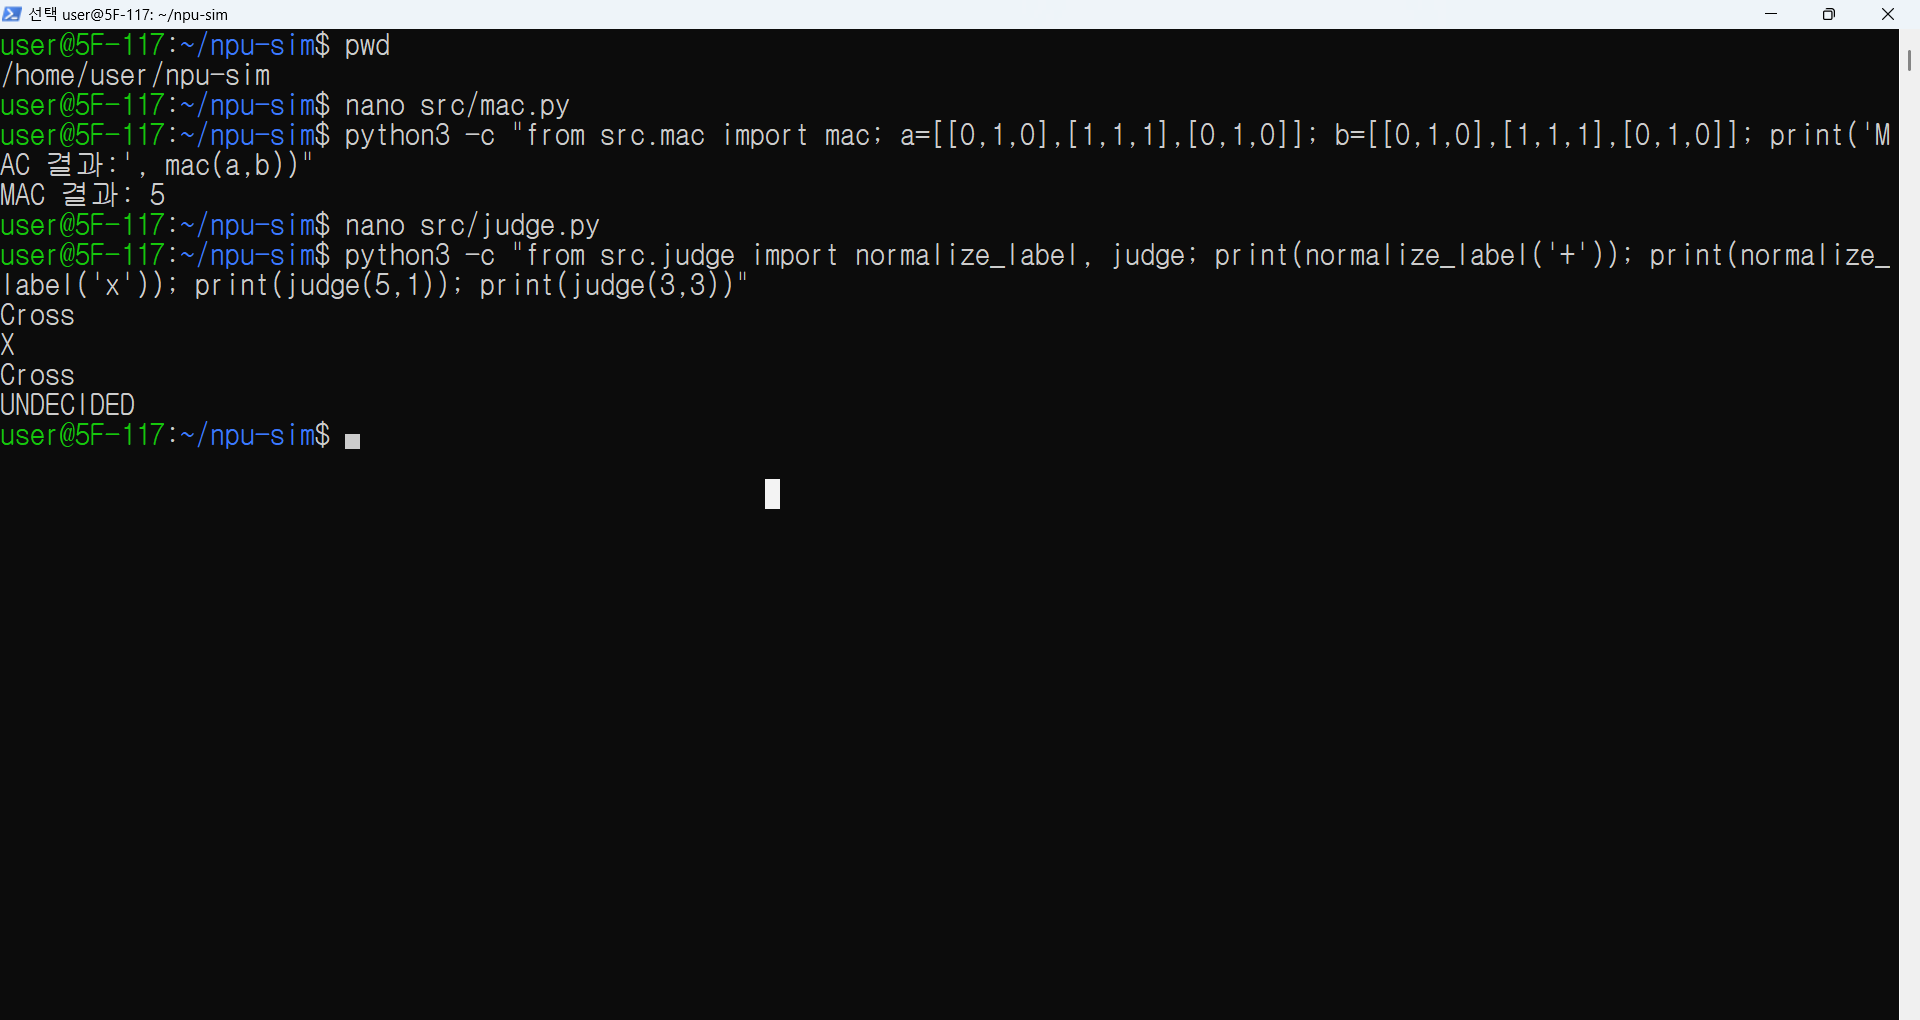 선택 user@5F-117: ~/npu-sim
user@5F-117:~/npu-sim$ pwd
/home/user/npu-sim
user@5F-117:~/npu-sim$ nano src/mac.py
user@5F-117:~/npu-sim$ python3 -c "from src.mac import mac; a=[[0,1,0],[1,1,1],[0,1,0]]; b=[[0,1,0],[1,1,1],[0,1,0]]; print('M
AC 결과:', mac(a,b))"
MAC 결과: 5
user@5F-117:~/npu-sim$ nano src/judge.py
user@5F-117:~/npu-sim$ python3 -c "from src.judge import normalize_label, judge; print(normalize_label('+')); print(normalize_
label('x')); print(judge(5,1)); print(judge(3,3))"
Cross
X
Cross
UNDECIDED
user@5F-117:~/npu-sim$